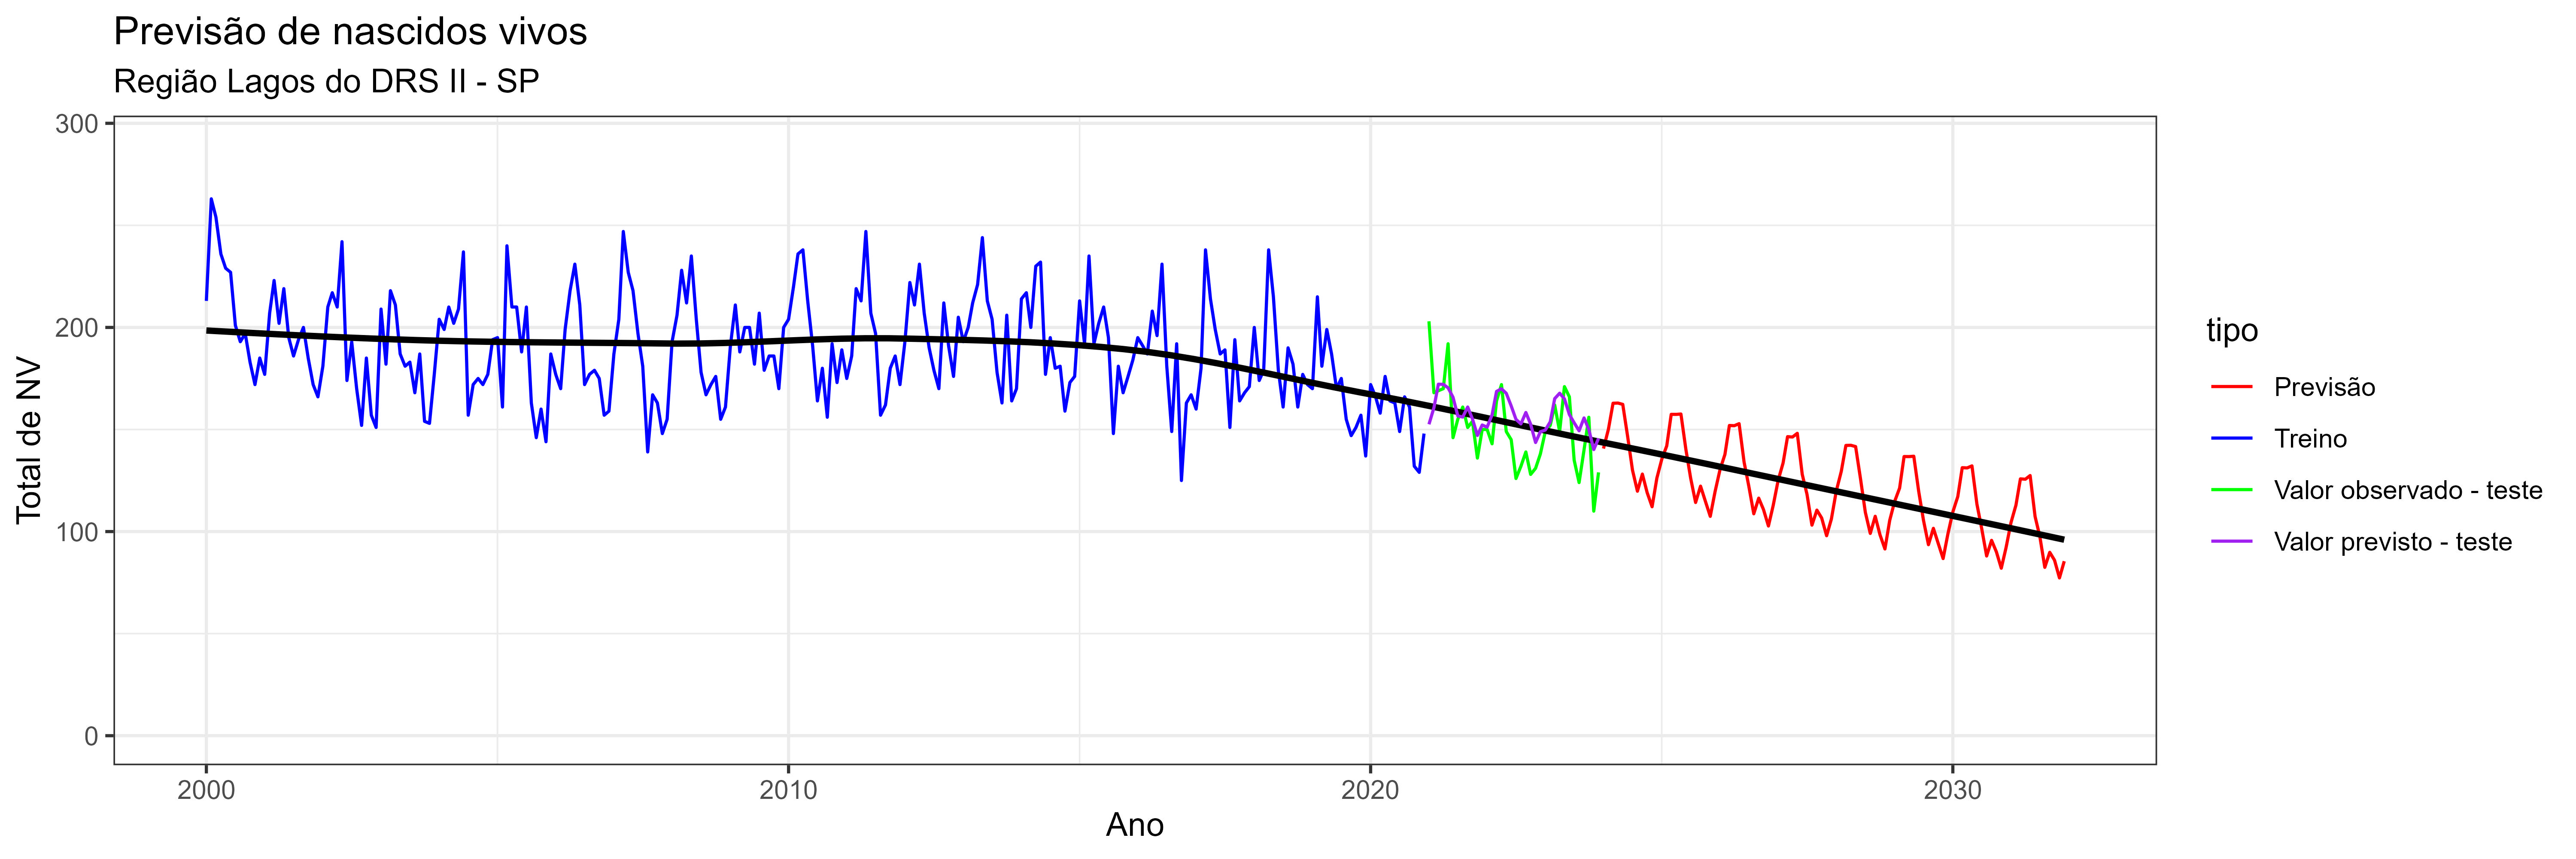 Previsão de nascidos vivos
Região Lagos do DRS II - SP
300
200
100
0
Total de NV
2000
2010
2020
2030
Ano
tipo
Previsão
Treino
Valor observado - teste
Valor previsto - teste